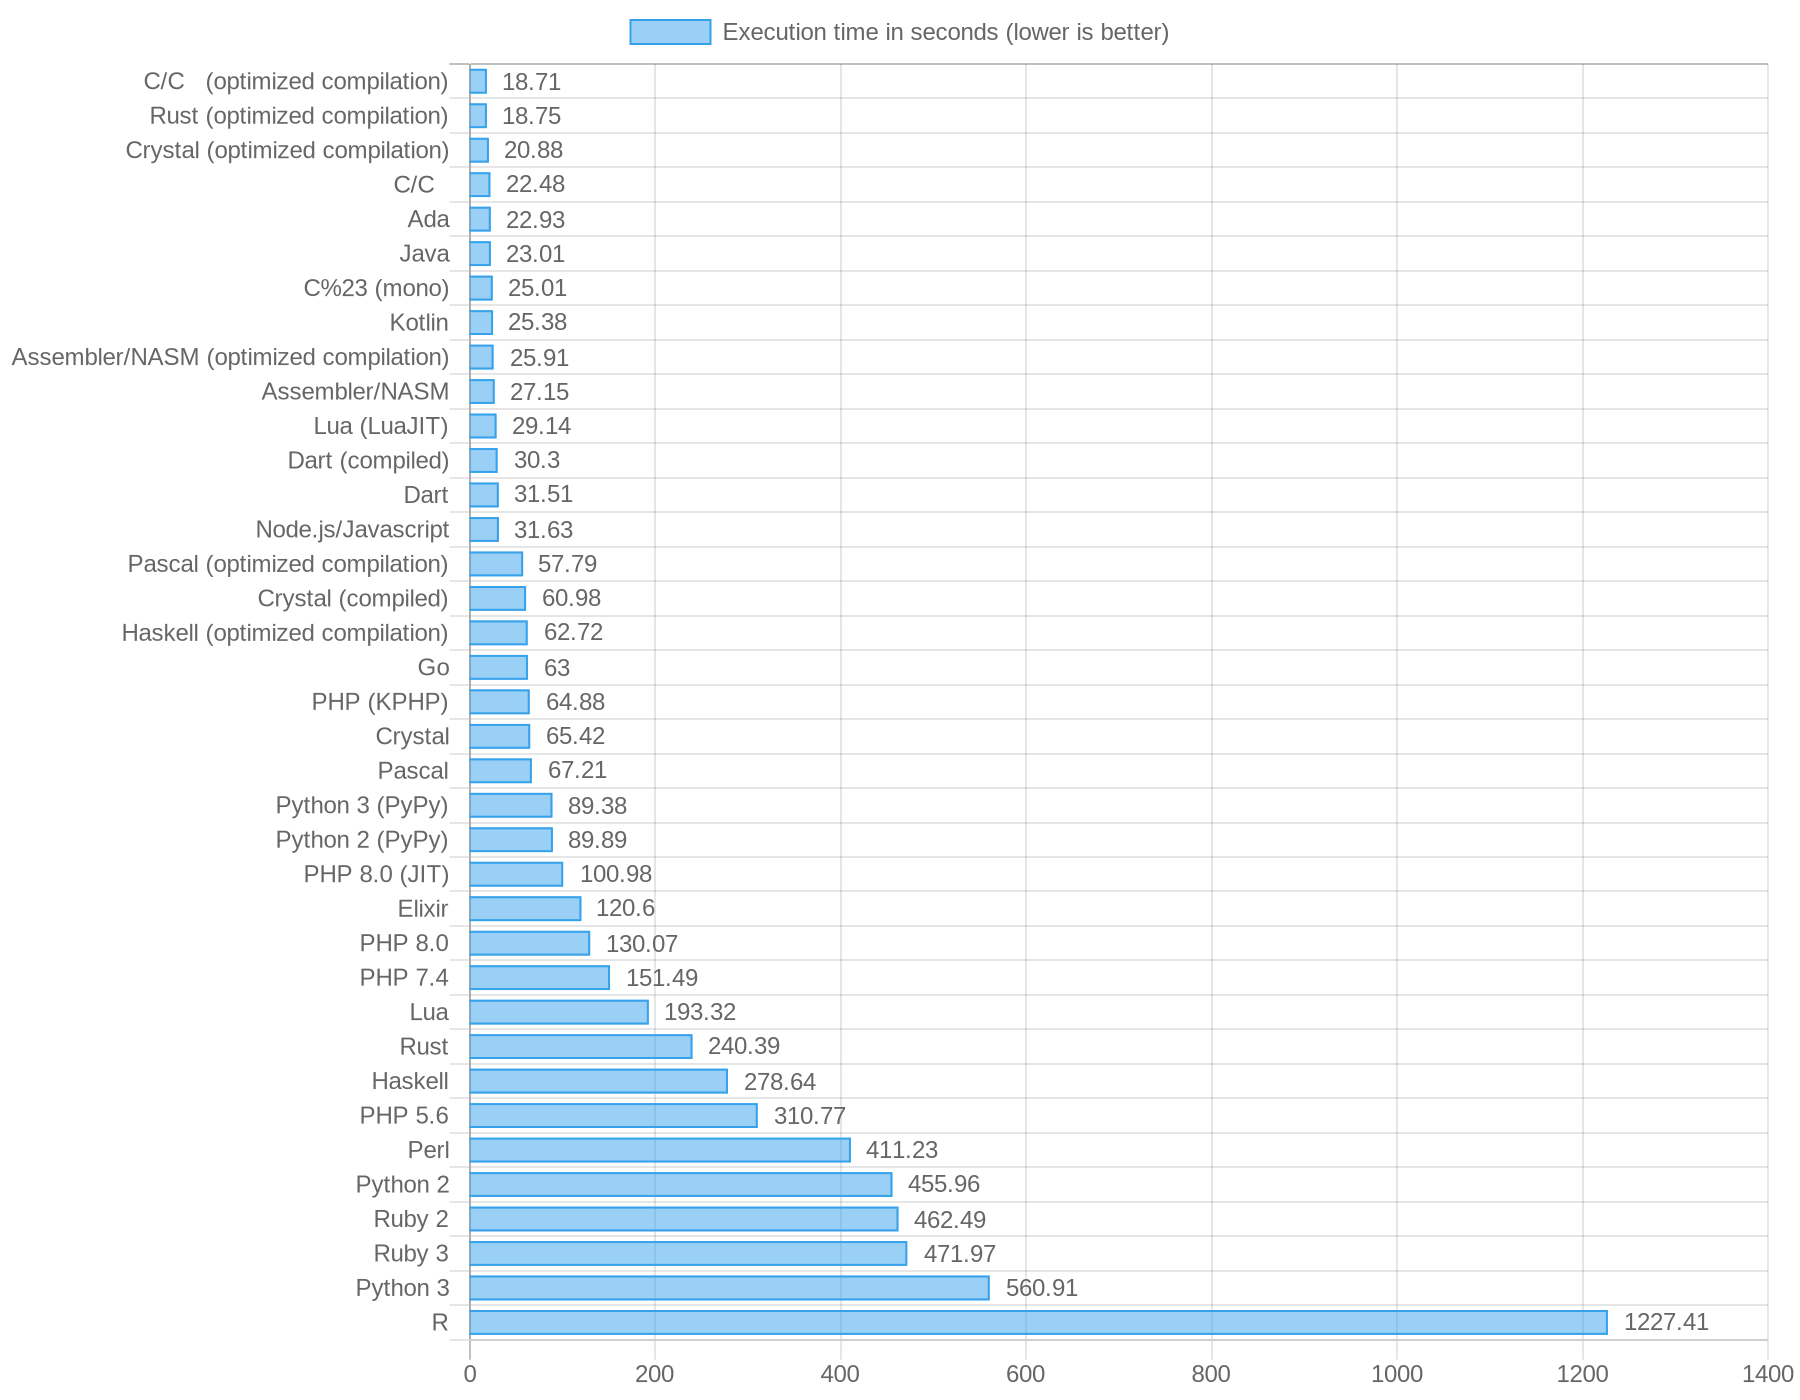 Execution time in seconds (lower is better)
C/C   (optimized compilation) 18.71
Rust (optimized compilation) 18.75
Crystal (optimized compilation) 20.88
C/C 22.48
Ada 22.93
Java 23.01
C%23 (mono) 25.01
Kotlin 25.38
Assembler/NASM (optimized compilation) 25.91
Assembler/NASM 27.15
Lua (LuaJIT) 29.14
Dart (compiled) 30.3
Dart 31.51
Node.js/Javascript 31.63
Pascal (optimized compilation) 57.79
Crystal (compiled) 60.98
Haskell (optimized compilation) 62.72
Go 63
PHP (KPHP) 64.88
Crystal 65.42
Pascal 67.21
Python 3 (PyPy) 89.38
Python 2 (PyPy) 89.89
PHP 8.0 (JIT) 100.98
Elixir 120.6
PHP 8.0 130.07
PHP 7.4 151.49
Lua 193.32
Rust 240.39
Haskell 278.64
PHP 5.6 310.77
Perl 411.23
Python 2 455.96
Ruby 2 462.49
Ruby 3 471.97
Python 3 560.91
R 1227.41
0 200 400 600 800 1000 1200 1400